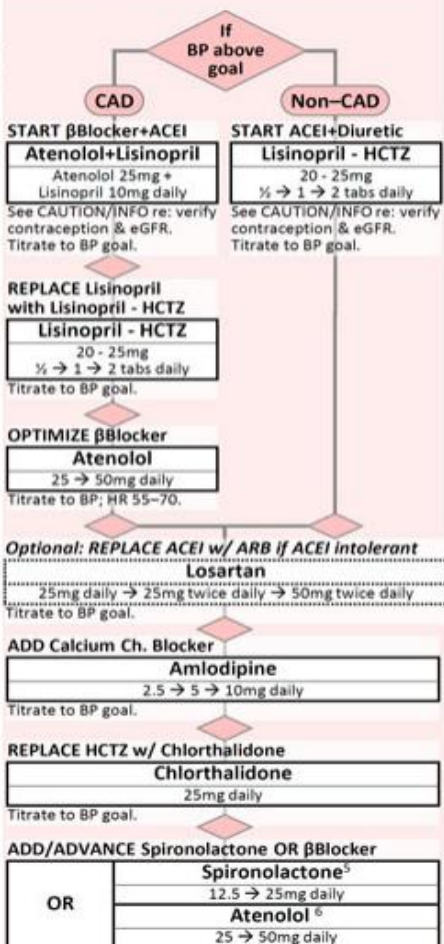 If
BP above
goal
CAD
Non–CAD
START βBlocker+ACEI
Atenolol+Lisinopril
Atenolol 25mg +
Lisinopril 10mg daily
See CAUTION/INFO re: verify
contraception & eGFR.
Titrate to BP goal.
START ACEI+Diuretic
Lisinopril - HCTZ
20 - 25mg
½ → 1 → 2 tabs daily
See CAUTION/INFO re: verify
contraception & eGFR.
Titrate to BP goal.
REPLACE Lisinopril
with Lisinopril - HCTZ
Lisinopril - HCTZ
20 - 25mg
½ → 1 → 2 tabs daily
Titrate to BP goal.
OPTIMIZE βBlocker
Atenolol
25 → 50mg daily
Titrate to BP; HR 55–70.
Optional: REPLACE ACEI w/ ARB if ACEI intolerant
Losartan
25mg daily → 25mg twice daily → 50mg twice daily
Titrate to BP goal.
ADD Calcium Ch. Blocker
Amlodipine
2.5 → 5 → 10mg daily
Titrate to BP goal.
REPLACE HCTZ w/ Chlorthalidone
Chlorthalidone
25mg daily
Titrate to BP goal.
ADD/ADVANCE Spironolactone OR βBlocker
OR
Spironolactone⁵
12.5 → 25mg daily
Atenolol ⁶
25 → 50mg daily